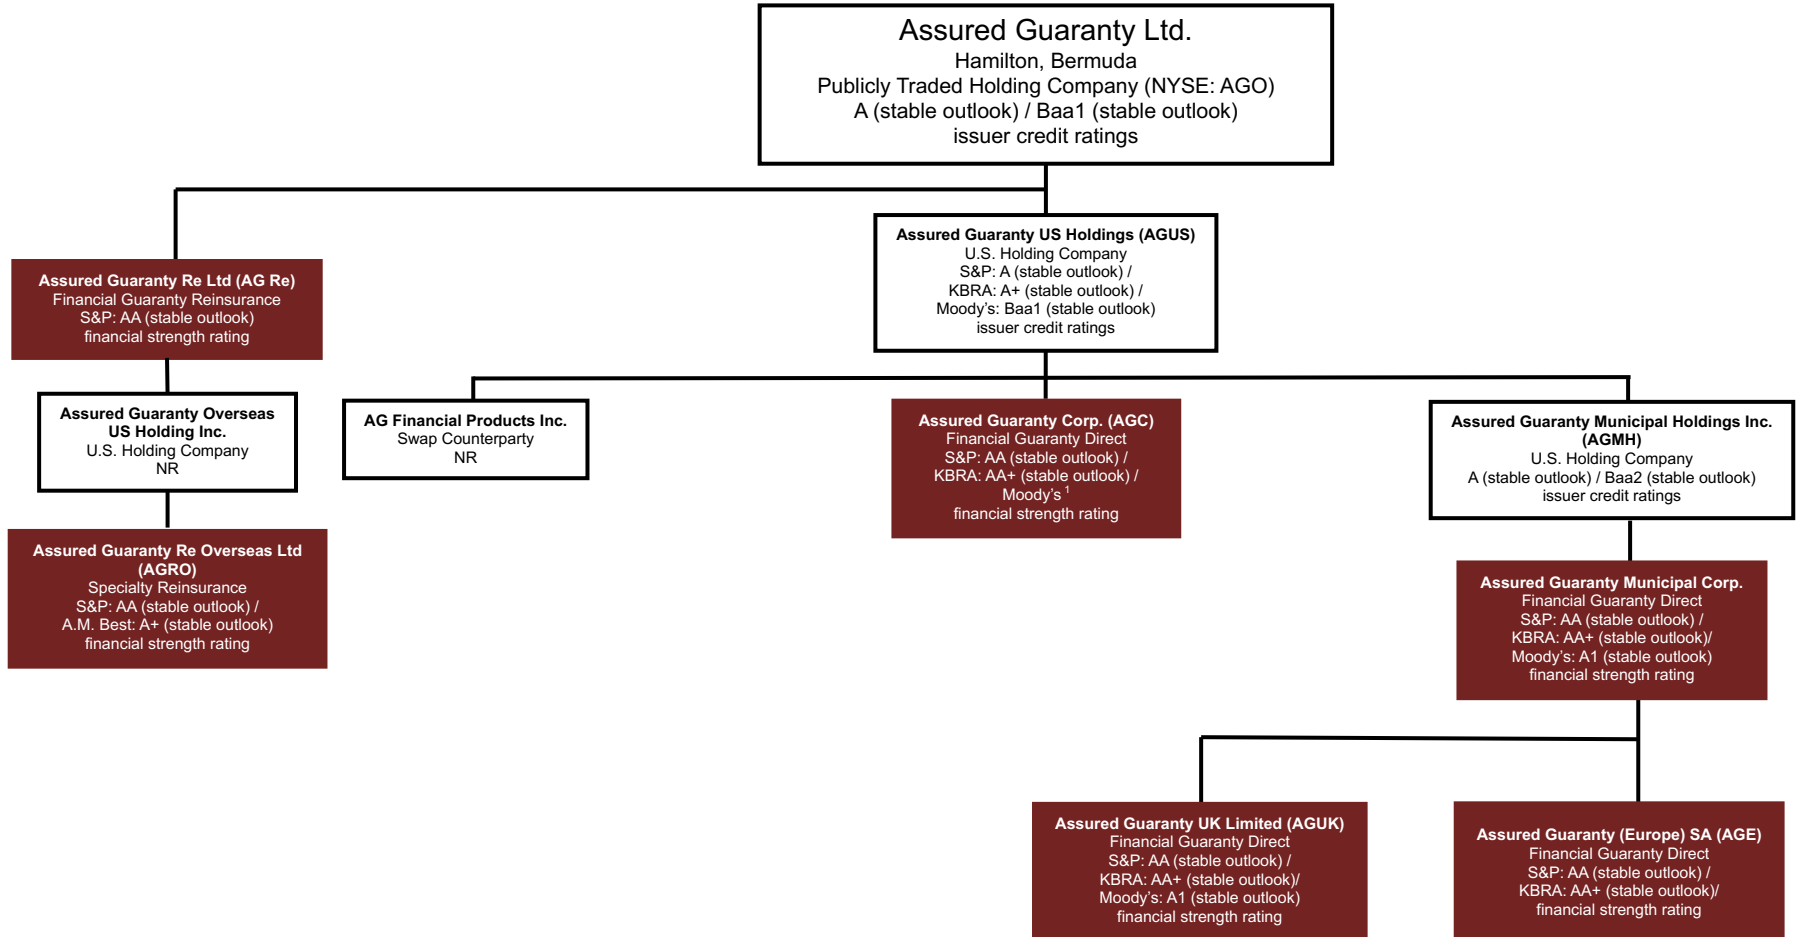 Assured Guaranty Ltd.
Hamilton, Bermuda
Publicly Traded Holding Company (NYSE: AGO)
A (stable outlook) / Baa1 (stable outlook)
issuer credit ratings
Assured Guaranty US Holdings (AGUS)
U.S. Holding Company
S&P: A (stable outlook) /
KBRA: A+ (stable outlook) /
Moody's: Baa1 (stable outlook)
issuer credit ratings
Assured Guaranty Re Ltd (AG Re)
Financial Guaranty Reinsurance
S&P: AA (stable outlook)
financial strength rating
Assured Guaranty Overseas
US Holding Inc.
U.S. Holding Company
NR
AG Financial Products Inc.
Swap Counterparty
NR
Assured Guaranty Corp. (AGC)
Financial Guaranty Direct
S&P: AA (stable outlook) /
KBRA: AA+ (stable outlook) /
Moody's 1
financial strength rating
Assured Guaranty Municipal Holdings Inc.
(AGMH)
U.S. Holding Company
A (stable outlook) / Baa2 (stable outlook)
issuer credit ratings
Assured Guaranty Re Overseas Ltd
(AGRO)
Specialty Reinsurance
S&P: AA (stable outlook) /
A.M. Best: A+ (stable outlook)
financial strength rating
Assured Guaranty Municipal Corp.
Financial Guaranty Direct
S&P: AA (stable outlook) /
KBRA: AA+ (stable outlook)/
Moody's: A1 (stable outlook)
financial strength rating
Assured Guaranty UK Limited (AGUK)
Financial Guaranty Direct
S&P: AA (stable outlook) /
KBRA: AA+ (stable outlook)/
Moody's: A1 (stable outlook)
financial strength rating
Assured Guaranty (Europe) SA (AGE)
Financial Guaranty Direct
S&P: AA (stable outlook) /
KBRA: AA+ (stable outlook)/
financial strength rating